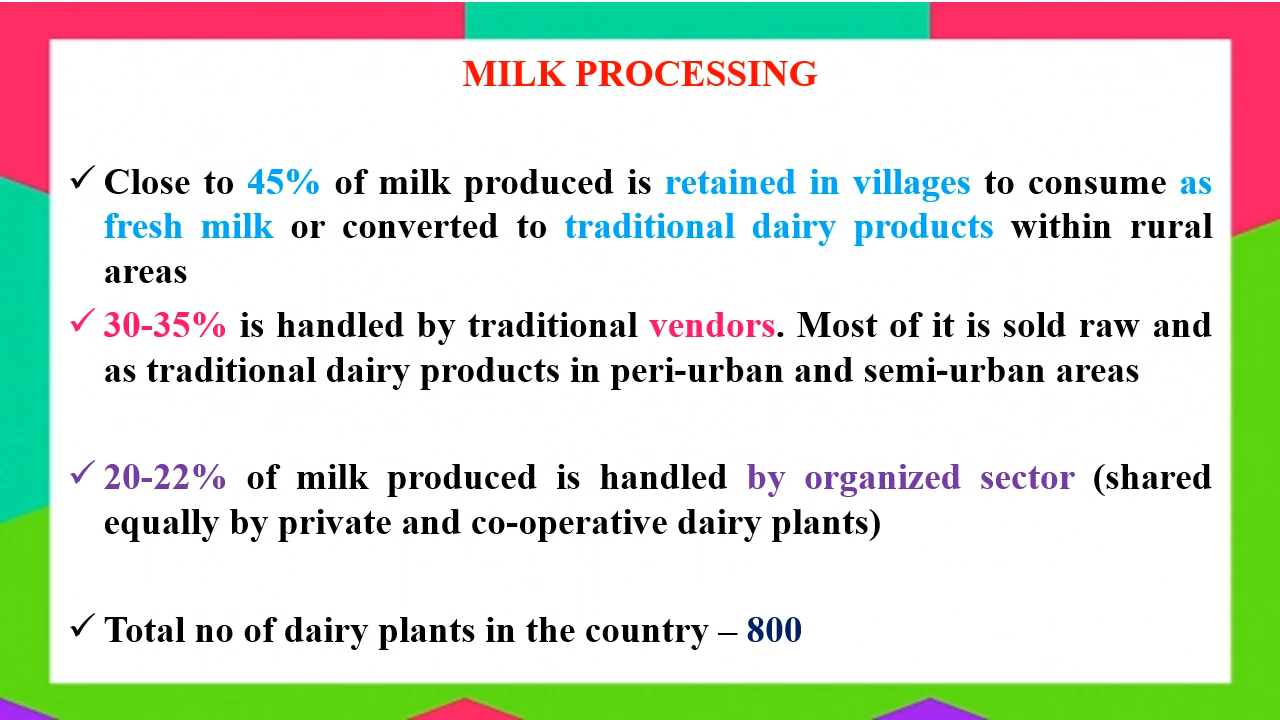 MILK PROCESSING
✓ Close to 45% of milk produced is retained in villages to consume as
fresh milk or converted to traditional dairy products within rural
areas
✓ 30-35% is handled by traditional vendors. Most of it is sold raw and
as traditional dairy products in peri-urban and semi-urban areas
✓ 20-22% of milk produced is handled by organized sector (shared
equally by private and co-operative dairy plants)
✓ Total no of dairy plants in the country – 800